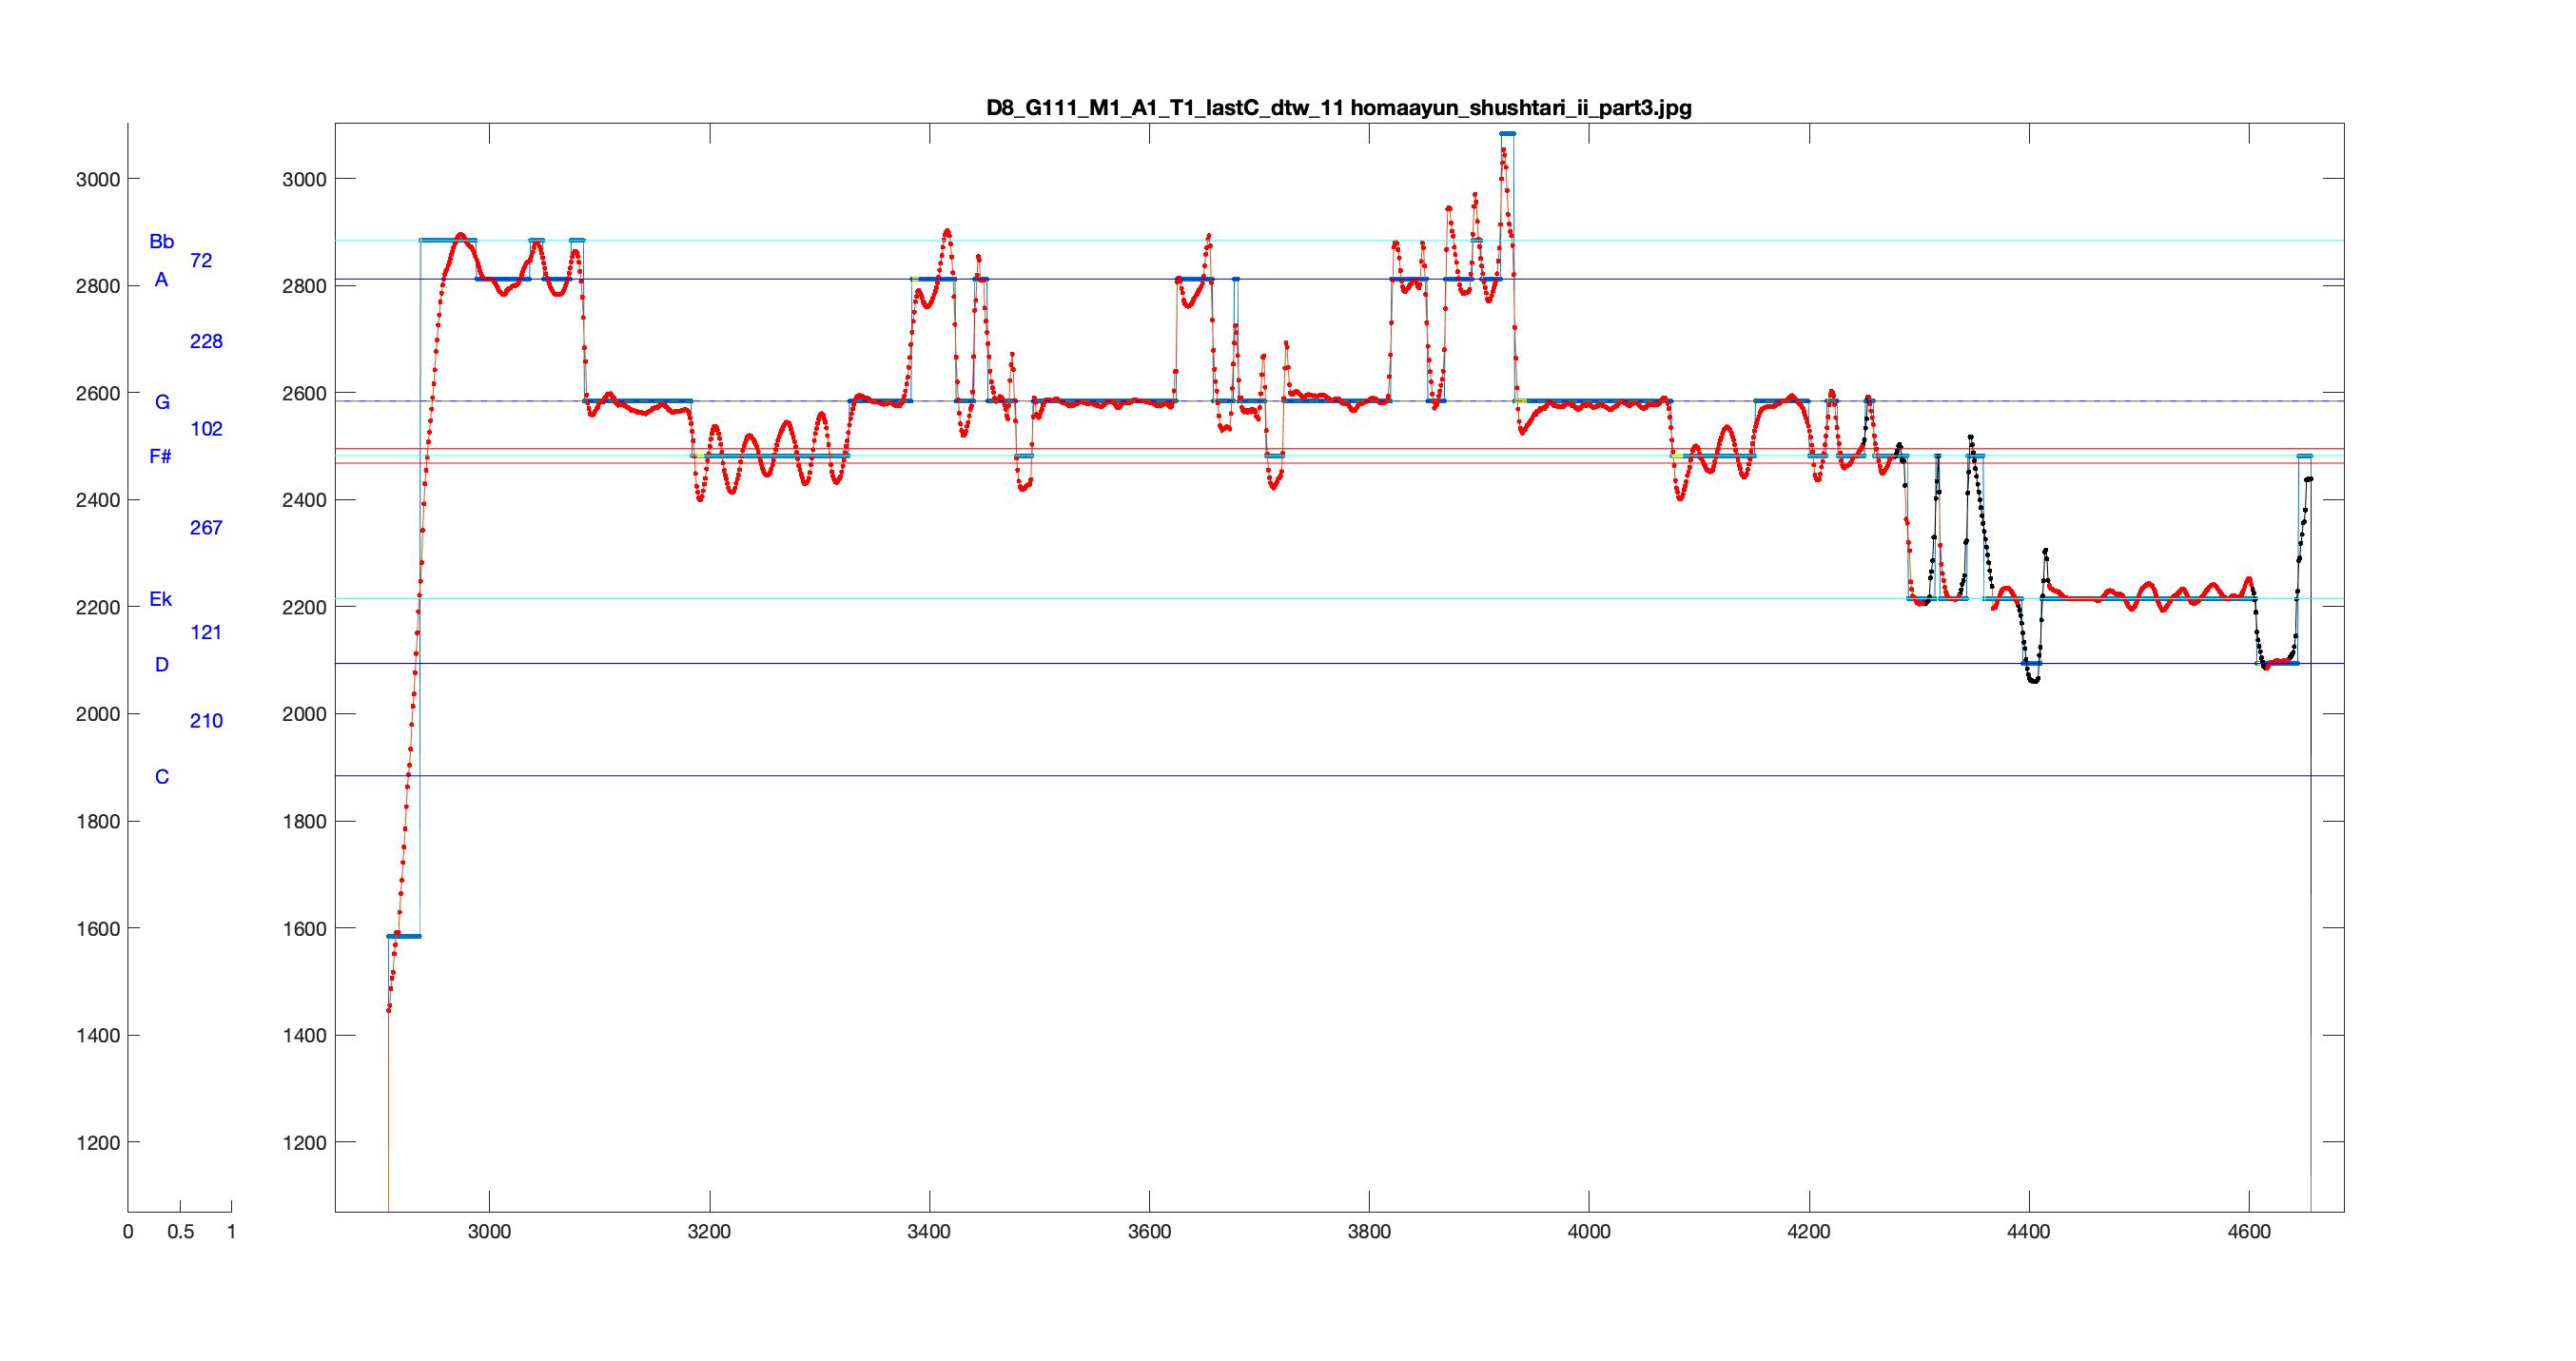 D8_G111_M1_A1_T1_lastC_dtw_11 homaayun_shushtari_ii_part3.jpg
3000 3000
Bb
72
A
2800 2800
228
2600 2600
G
102
F#
2400 2400
267
Ek
2200 2200
121
D
210
2000 2000
C
1800 1800
1600 1600
1400 1400
1200 1200
0 0.5 1 3000 3200 3400 3600 3800 4000 4200 4400 4600